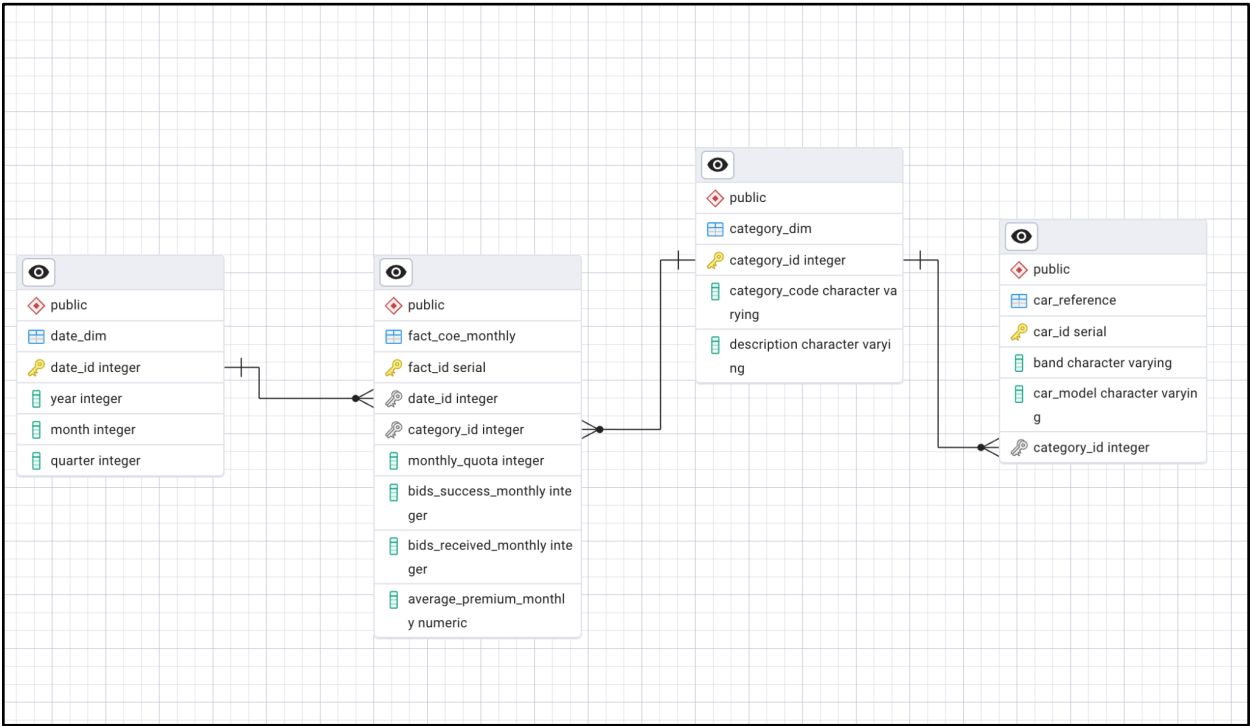 public
date_dim
date_id integer
year integer
month integer
quarter integer
public
fact_coe_monthly
fact_id serial
date_id integer
category_id integer
monthly_quota integer
bids_success_monthly inte
ger
bids_received_monthly inte
ger
average_premium_monthl
y numeric
public
category_dim
category_id integer
category_code character va
rying
description character varyi
ng
public
car_reference
car_id serial
band character varying
car_model character varyin
g
category_id integer